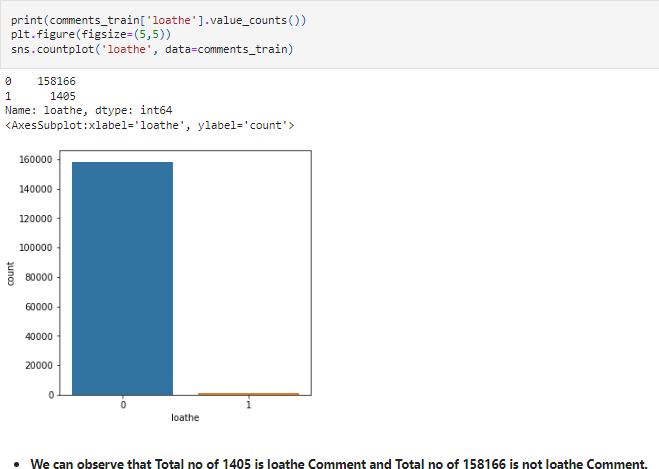 print(comments_train['loathe'].value_counts())
plt.figure(figsize=(5,5))
sns.countplot('loathe', data=comments_train)
0    158166
1      1405
Name: loathe, dtype: int64
<AxesSubplot:xlabel='loathe', ylabel='count'>
160000
140000
120000
100000
80000
60000
40000
20000
0
count
0 1
loathe
• We can observe that Total no of 1405 is loathe Comment and Total no of 158166 is not loathe Comment.